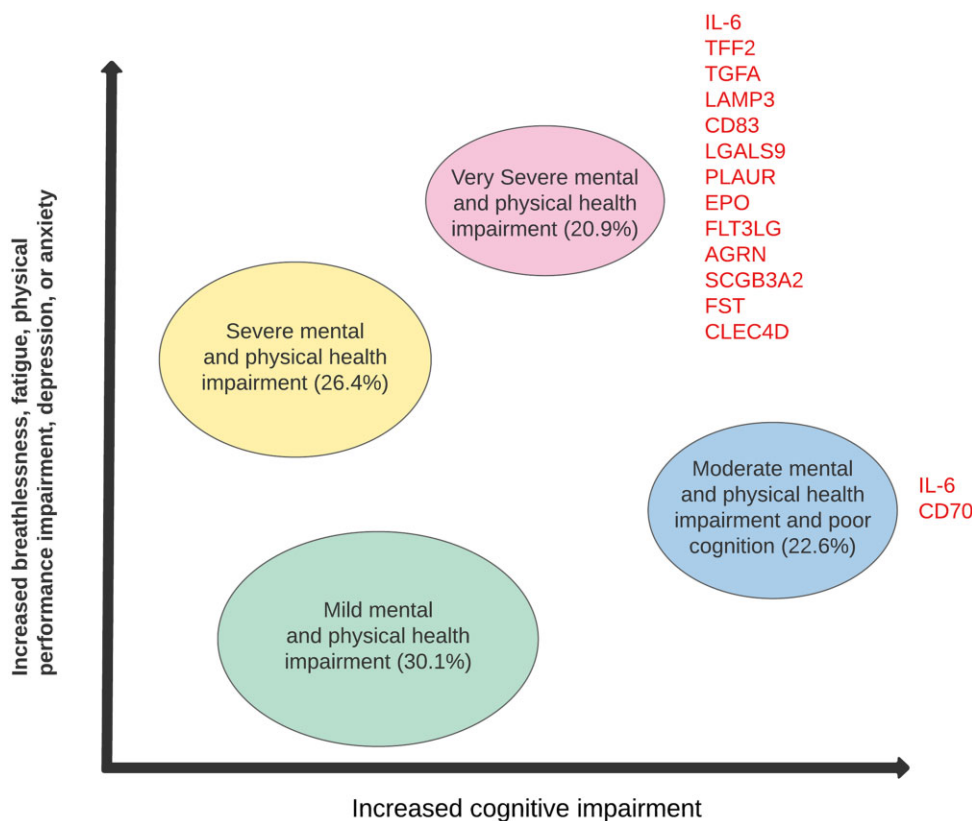 Increased breathlessness, fatigue, physical
performance impairment, depression, or anxiety
IL-6
TFF2
TGFA
LAMP3
CD83
LGALS9
PLAUR
EPO
FLT3LG
AGRN
SCGB3A2
FST
CLEC4D
Very Severe mental
and physical health
impairment (20.9%)
Severe mental
and physical health
impairment (26.4%)
Moderate mental
and physical health
impairment and poor
cognition (22.6%)
IL-6
CD70
Mild mental
and physical health
impairment (30.1%)
Increased cognitive impairment